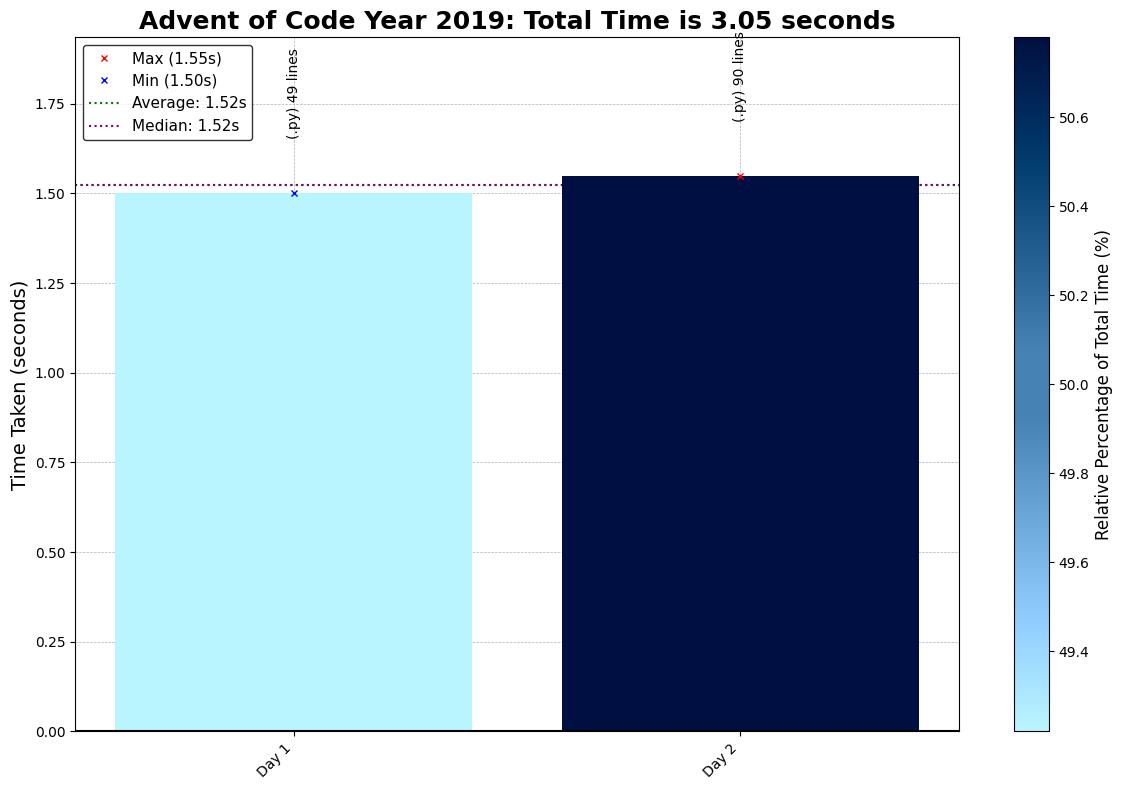 Advent of Code Year 2019: Total Time is 3.05 seconds
Max (1.55s)
Min (1.50s)
Average: 1.52s
Median: 1.52s
(.py) 49 lines
(.py) 90 lines
Time Taken (seconds)
1.75
1.50
1.25
1.00
0.75
0.50
0.25
0.00
Day 1
Day 2
50.6
50.4
50.2
50.0
49.8
49.6
49.4
Relative Percentage of Total Time (%)